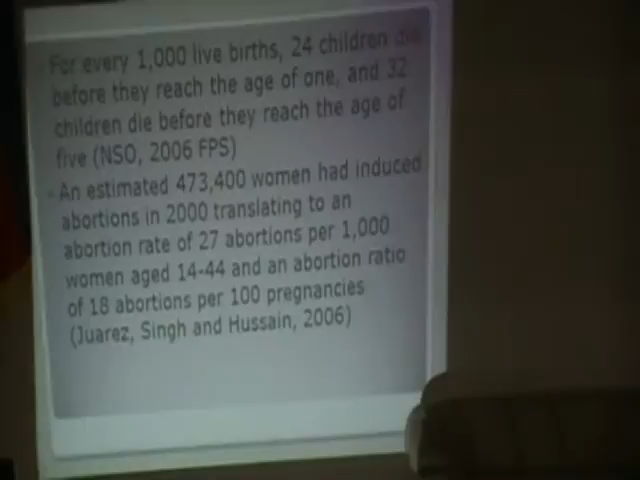 For every 1,000 live births, 24 children die
before they reach the age of one, and 32
children die before they reach the age of
five (NSO, 2006 FPS)
- An estimated 473,400 women had induced
abortions in 2000 translating to an
abortion rate of 27 abortions per 1,000
women aged 14-44 and an abortion ratio
of 18 abortions per 100 pregnancies
(Juarez, Singh and Hussain, 2006)